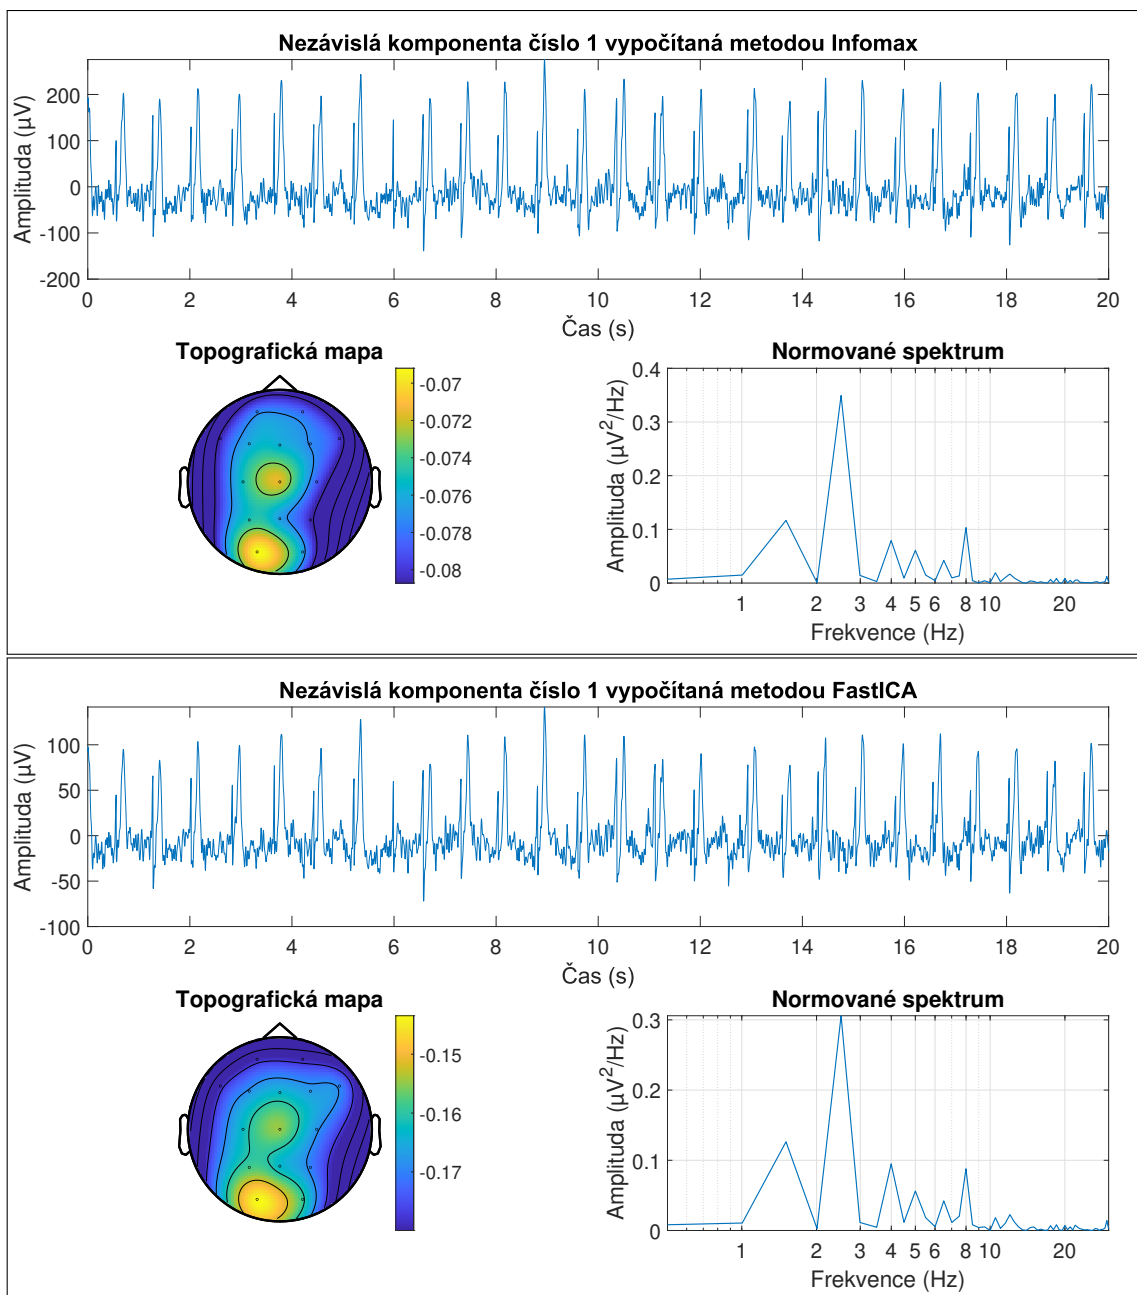 Nezávislá komponenta číslo 1 vypočítaná metodou Infomax
Amplituda (µV)
200
100
0
-100
-200
0 2 4 6 8 10 12 14 16 18 20
Čas (s)
Topografická mapa
-0.07
-0.072
-0.074
-0.076
-0.078
-0.08
Normované spektrum
Amplituda (µV²/Hz)
0.4
0.3
0.2
0.1
0
1 2 3 4 5 6 8 10 20
Frekvence (Hz)
Nezávislá komponenta číslo 1 vypočítaná metodou FastICA
Amplituda (µV)
100
50
0
-50
-100
0 2 4 6 8 10 12 14 16 18 20
Čas (s)
Topografická mapa
-0.15
-0.16
-0.17
Normované spektrum
Amplituda (µV²/Hz)
0.3
0.2
0.1
0
1 2 3 4 5 6 8 10 20
Frekvence (Hz)